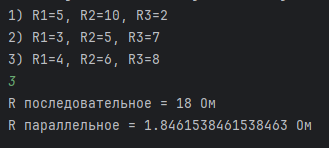 1) R1=5, R2=10, R3=2
2) R1=3, R2=5, R3=7
3) R1=4, R2=6, R3=8
3
R последовательное = 18 Ом
R параллельное = 1.8461538461538463 Ом